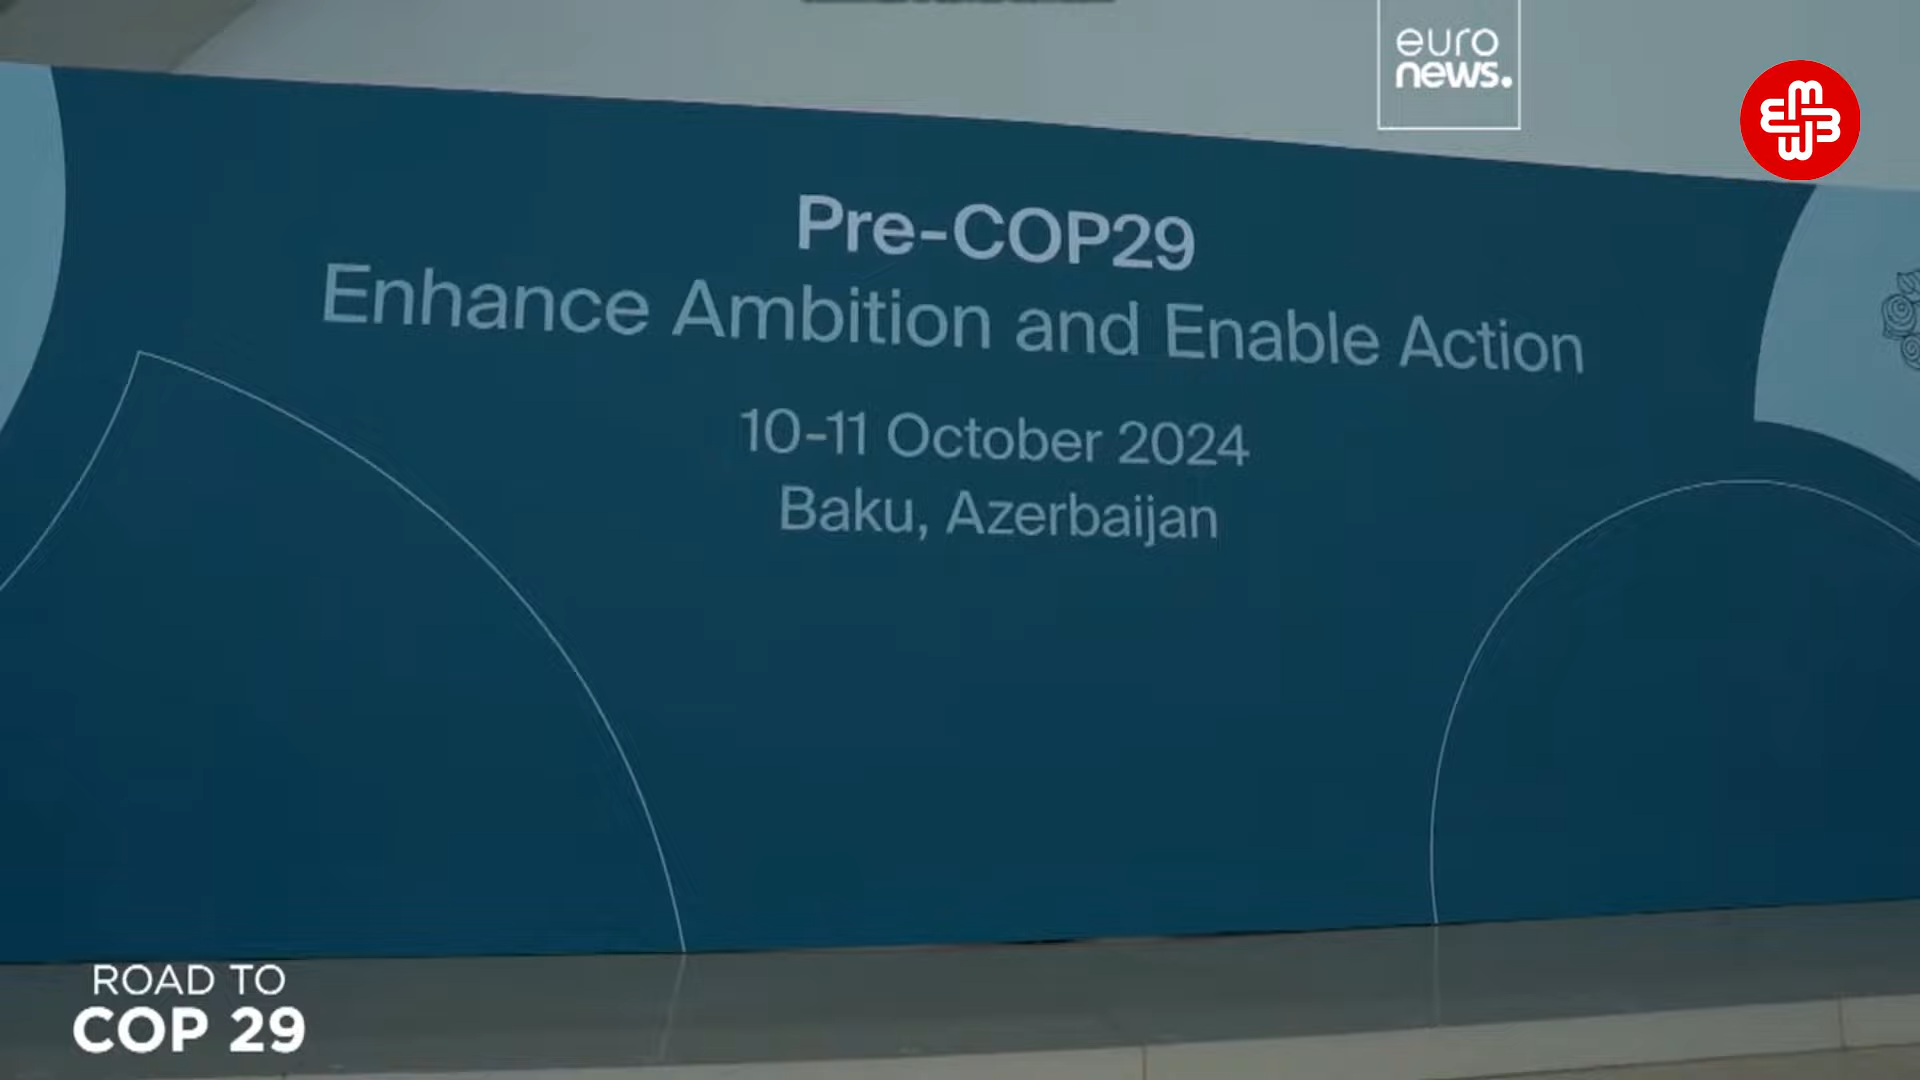 euro
news.
Pre-COP29
Enhance Ambition and Enable Action
10-11 October 2024
Baku, Azerbaijan
ROAD TO
COP 29